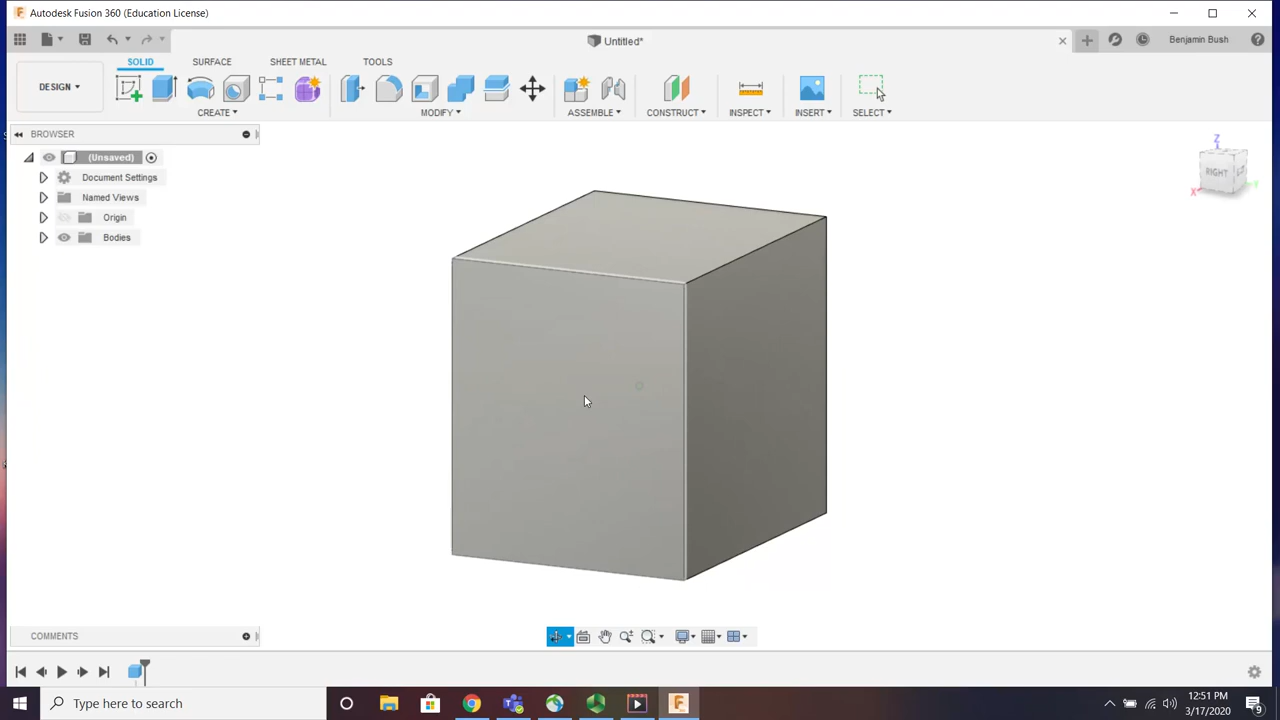 Autodesk Fusion 360 (Education License)
Untitled*
Benjamin Bush
DESIGN
SOLID
SURFACE
SHEET METAL
TOOLS
CREATE
MODIFY
ASSEMBLE
CONSTRUCT
INSPECT
INSERT
SELECT
BROWSER
(Unsaved)
Document Settings
Named Views
Origin
Bodies
Z
X
RIGHT
COMMENTS
Type here to search
12:51 PM
3/17/2020
9